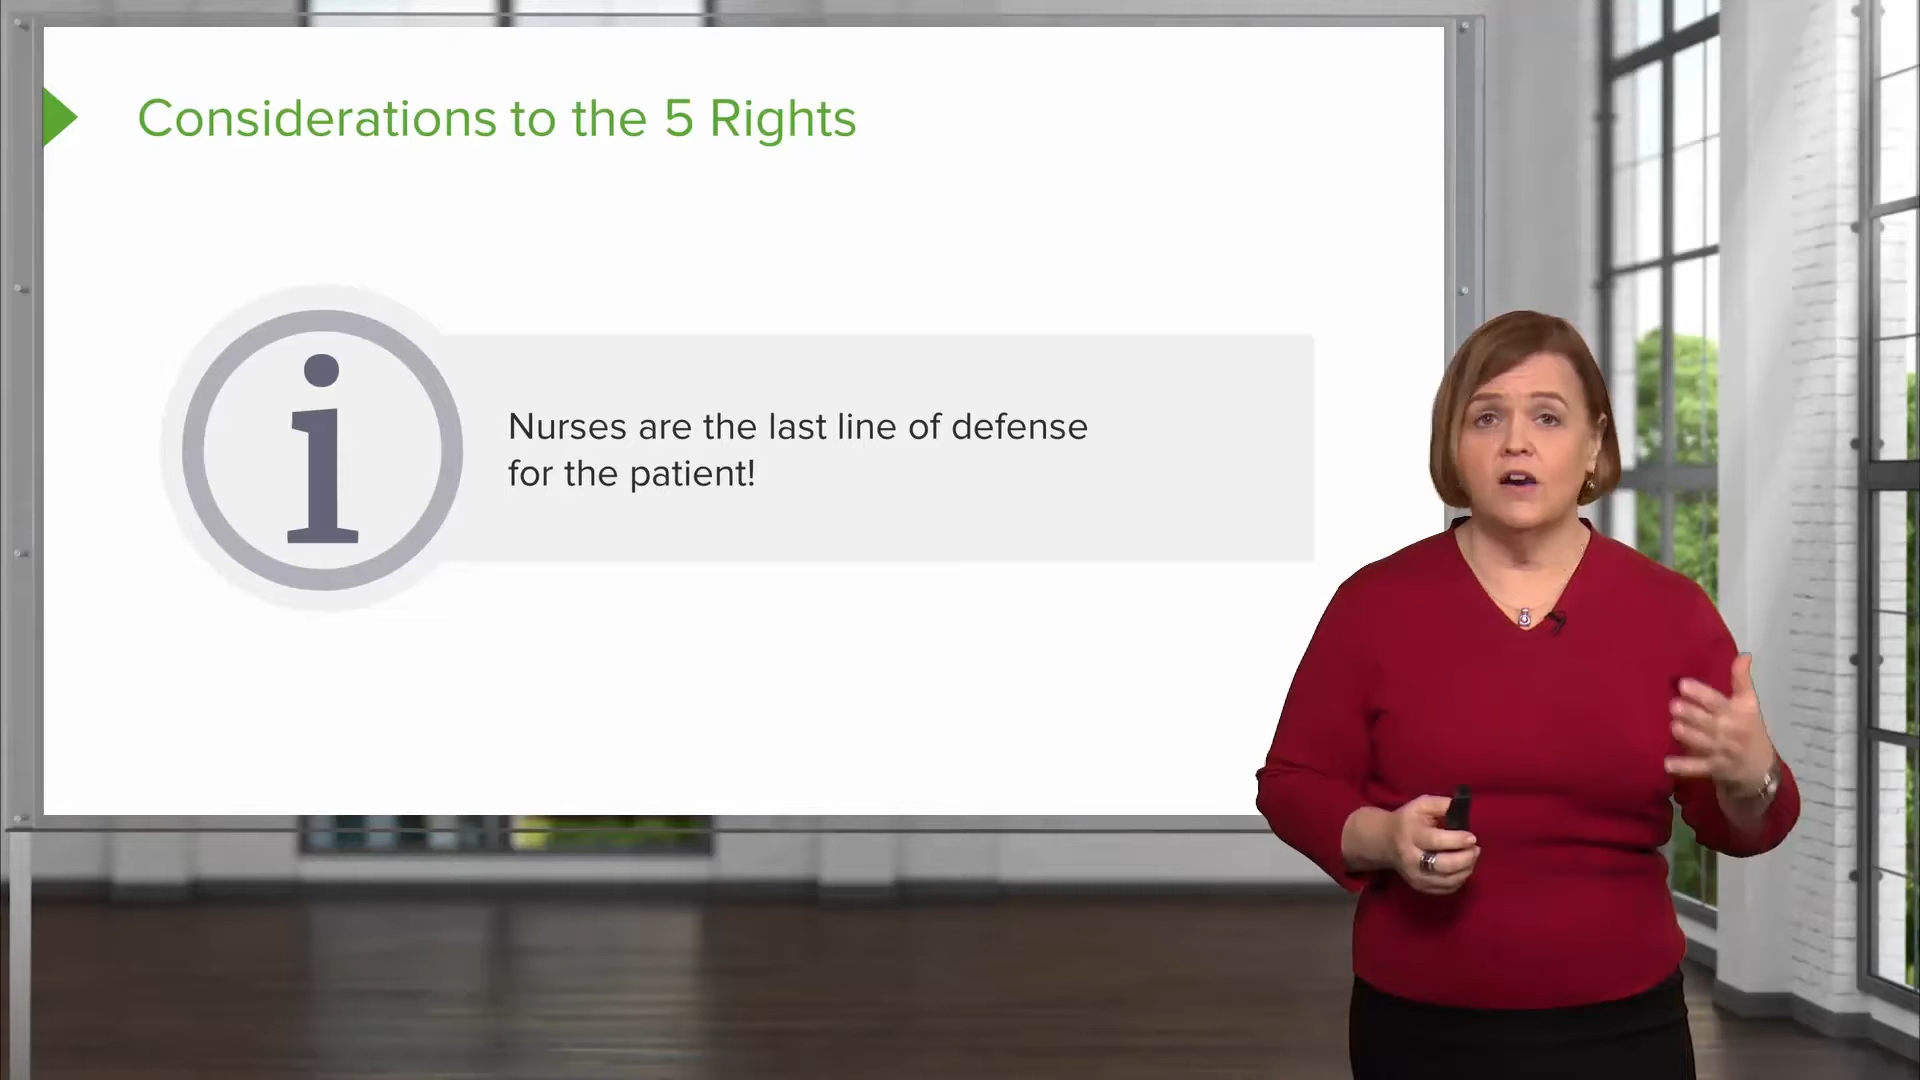 Considerations to the 5 Rights
Nurses are the last line of defense
for the patient!